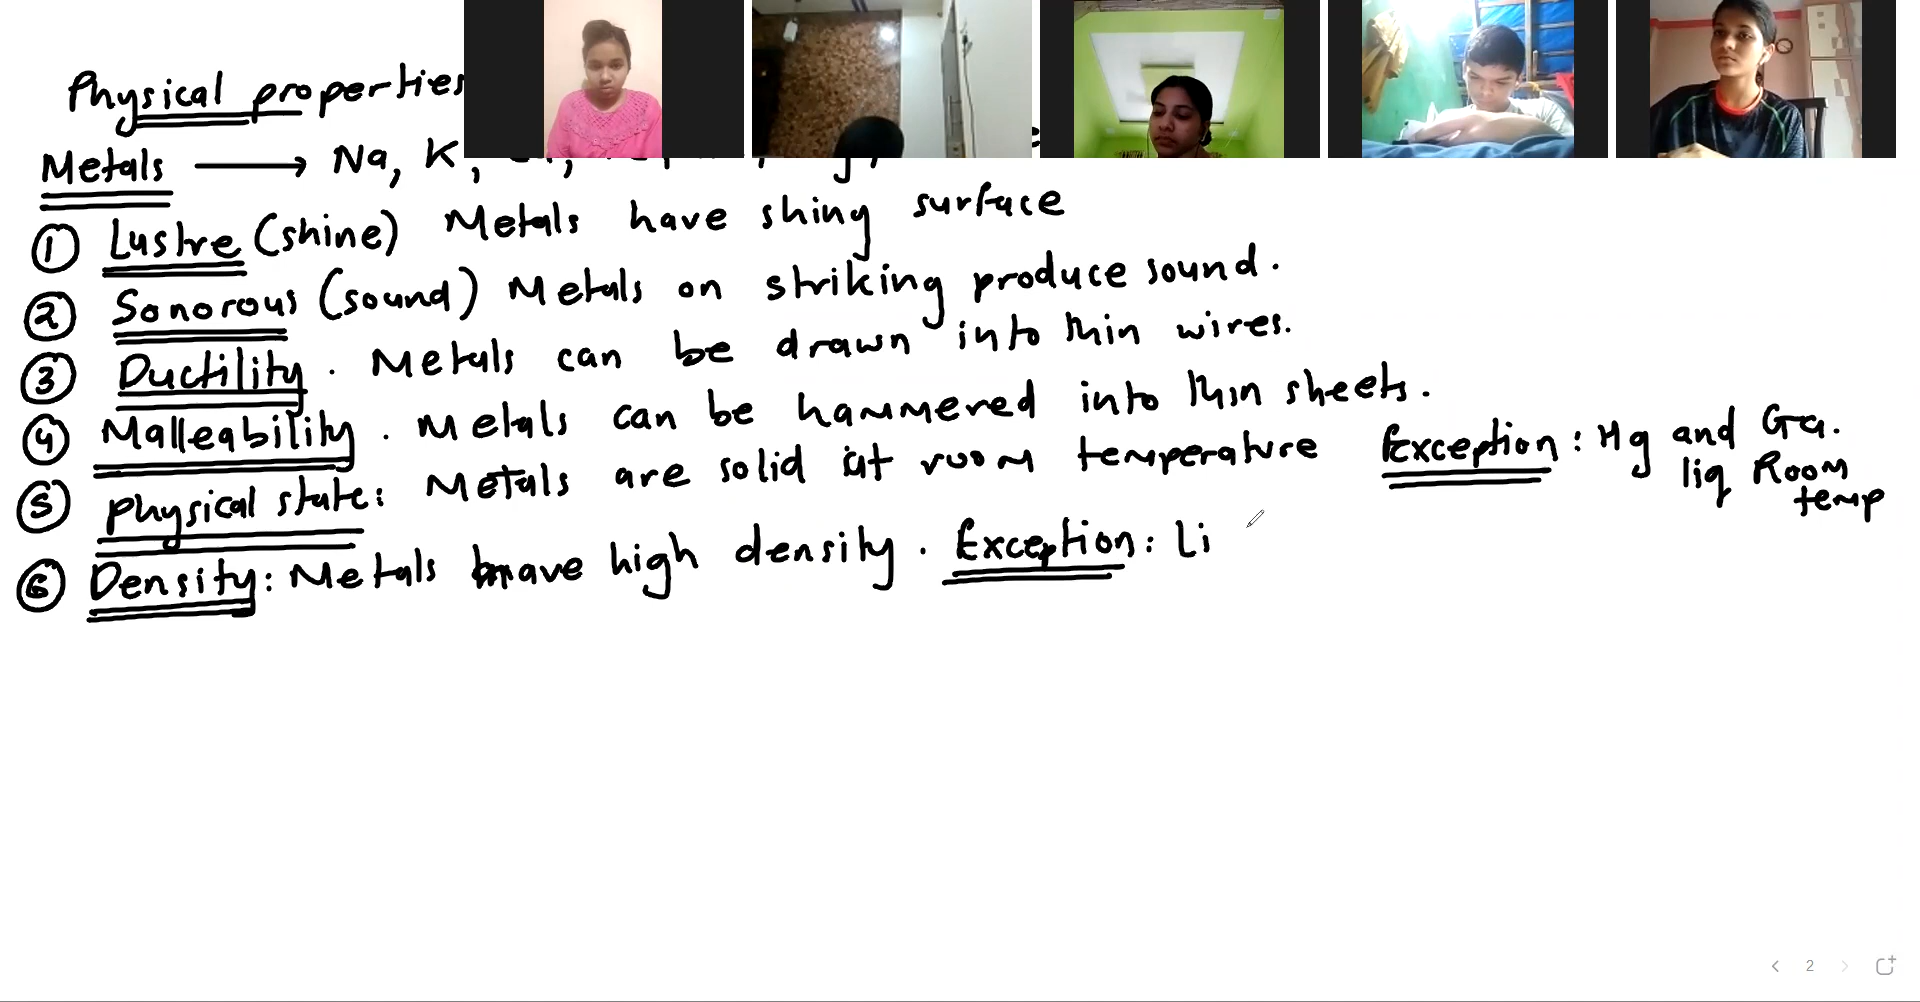 Physical properties
Metals → Na, K,
① Lustre (shine) Metals have shing surface
② Sonorous (sound) Metals on striking produce sound.
③ Ductility. Metals can be drawn into thin wires.
④ Malleability. Metals can be hammered into thin sheets.
⑤ Physical state: Metals are solid at room temperature Exception: Hg and Ga.
liq Room
temp
⑥ Density: Metals have high density. Exception: Li
2